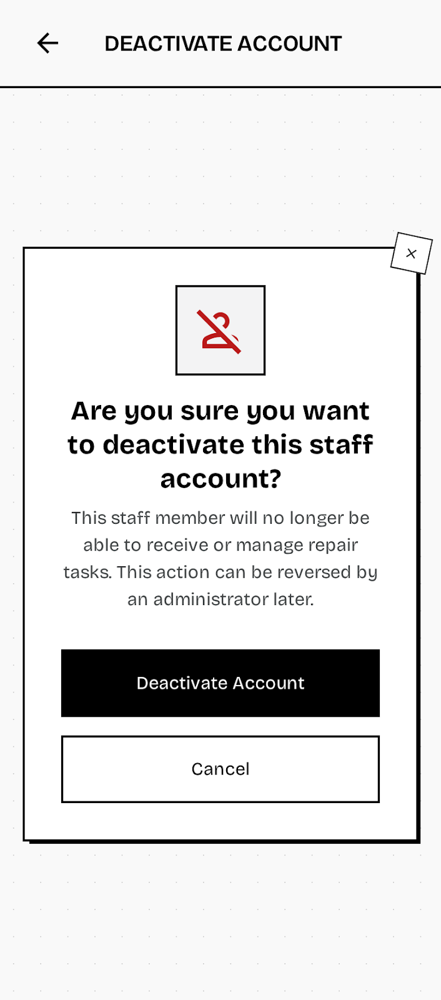 DEACTIVATE ACCOUNT
Are you sure you want
to deactivate this staff
account?
This staff member will no longer be
able to receive or manage repair
tasks. This action can be reversed by
an administrator later.
Deactivate Account
Cancel